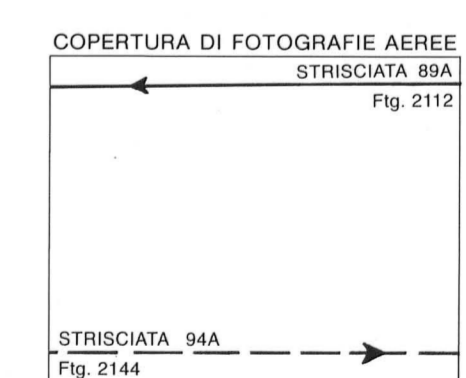 COPERTURA DI FOTOGRAFIE AEREE
STRISCIATA 89A
Ftg. 2112
STRISCIATA 94A
Ftg. 2144